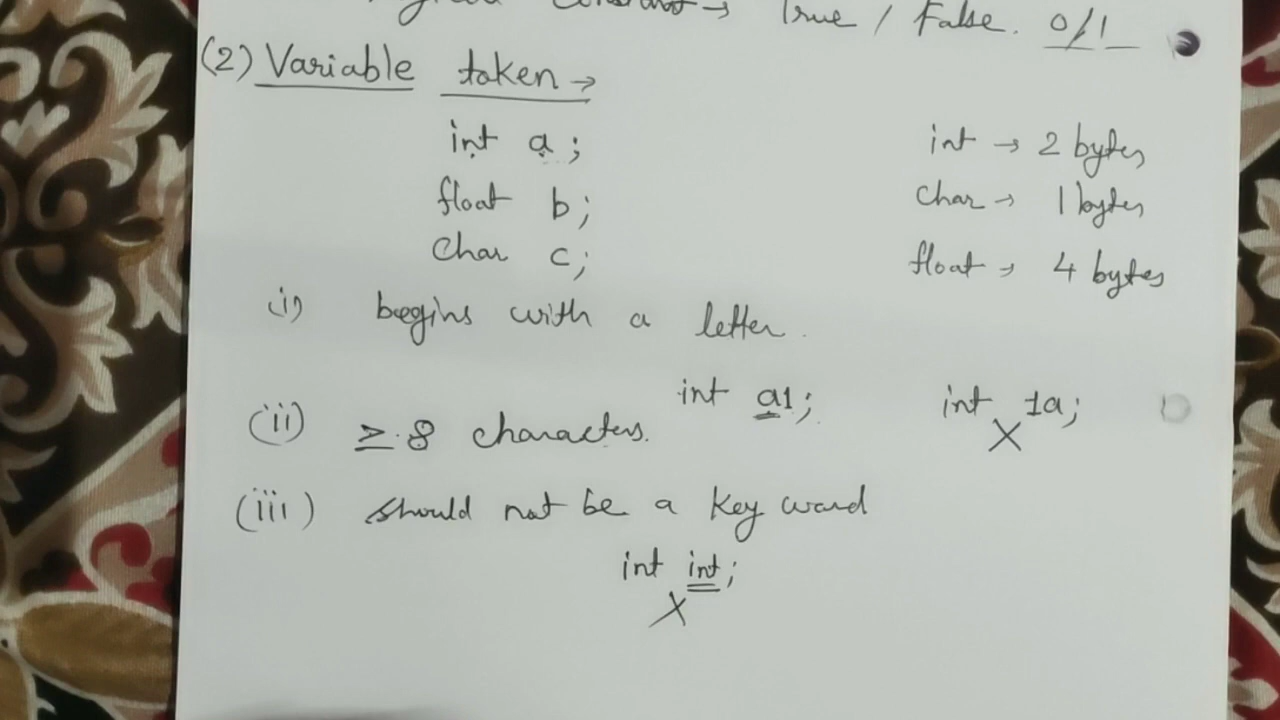 True / False. 0/1
(2) Variable token →
int a; int → 2 bytes
float b; char → 1 bytes
char c; float → 4 bytes
(i) begins with a letter.
int a1; int 1a; X
(ii) ≥ 8 characters.
(iii) should not be a key word
int int;
X